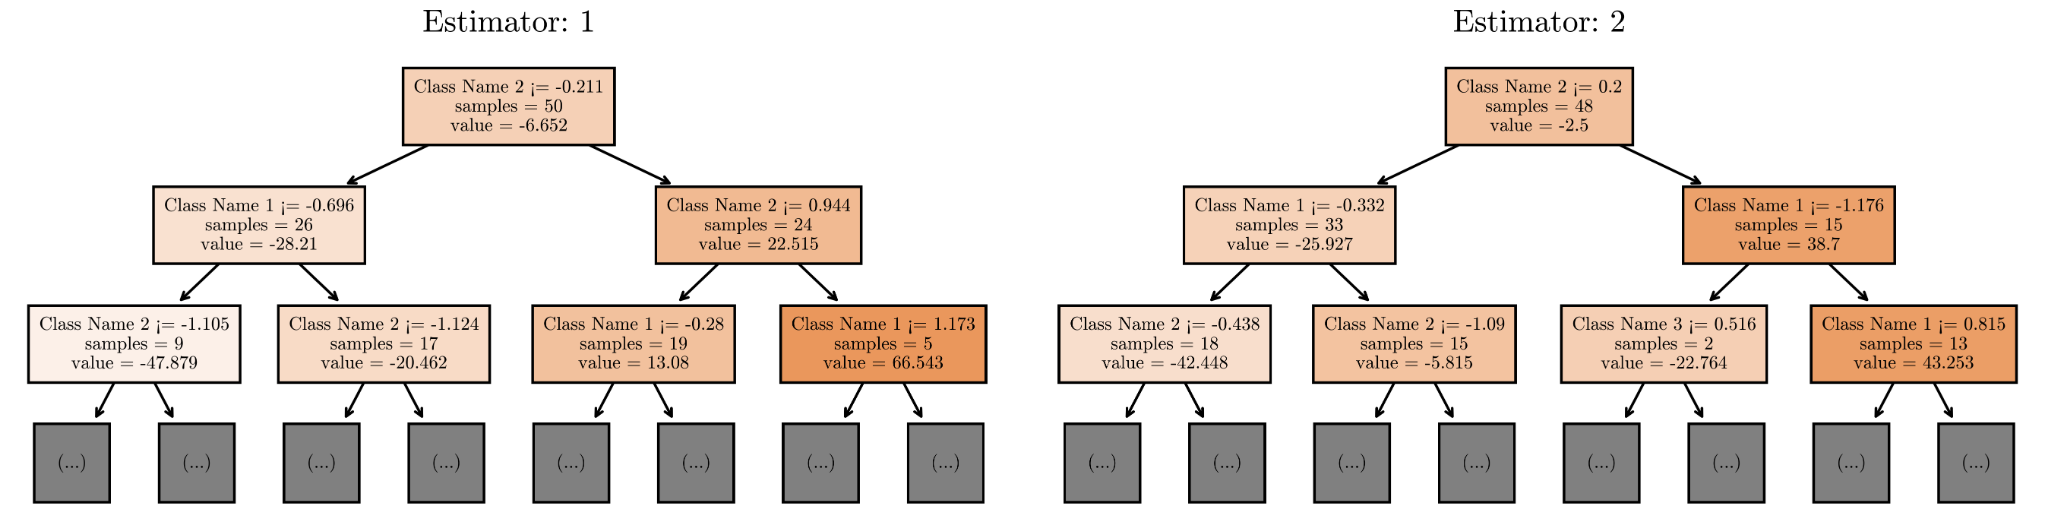 Estimator: 1
Class Name 2 ¡= -0.211
samples = 50
value = -6.652
Class Name 1 ¡= -0.696
samples = 26
value = -28.21
Class Name 2 ¡= 0.944
samples = 24
value = 22.515
Class Name 2 ¡= -1.105
samples = 9
value = -47.879
Class Name 2 ¡= -1.124
samples = 17
value = -20.462
Class Name 1 ¡= -0.28
samples = 19
value = 13.08
Class Name 1 ¡= 1.173
samples = 5
value = 66.543
(...)
(...)
(...)
(...)
(...)
(...)
(...)
(...)
Estimator: 2
Class Name 2 ¡= 0.2
samples = 48
value = -2.5
Class Name 1 ¡= -0.332
samples = 33
value = -25.927
Class Name 1 ¡= -1.176
samples = 15
value = 38.7
Class Name 2 ¡= -0.438
samples = 18
value = -42.448
Class Name 2 ¡= -1.09
samples = 15
value = -5.815
Class Name 3 ¡= 0.516
samples = 2
value = -22.764
Class Name 1 ¡= 0.815
samples = 13
value = 43.253
(...)
(...)
(...)
(...)
(...)
(...)
(...)
(...)